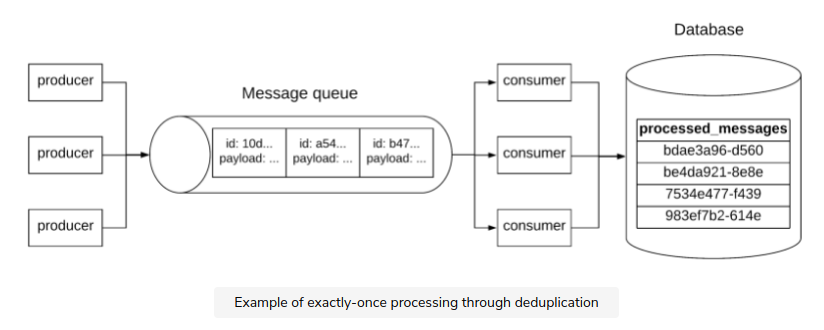 Database
producer
consumer
Message queue
processed_messages
id: 10d...
id: a54...
id: b47...
payload: ...
payload: ...
payload: ...
producer
consumer
bdae3a96-d560
be4da921-8e8e
7534e477-f439
983ef7b2-614e
producer
consumer
Example of exactly-once processing through deduplication